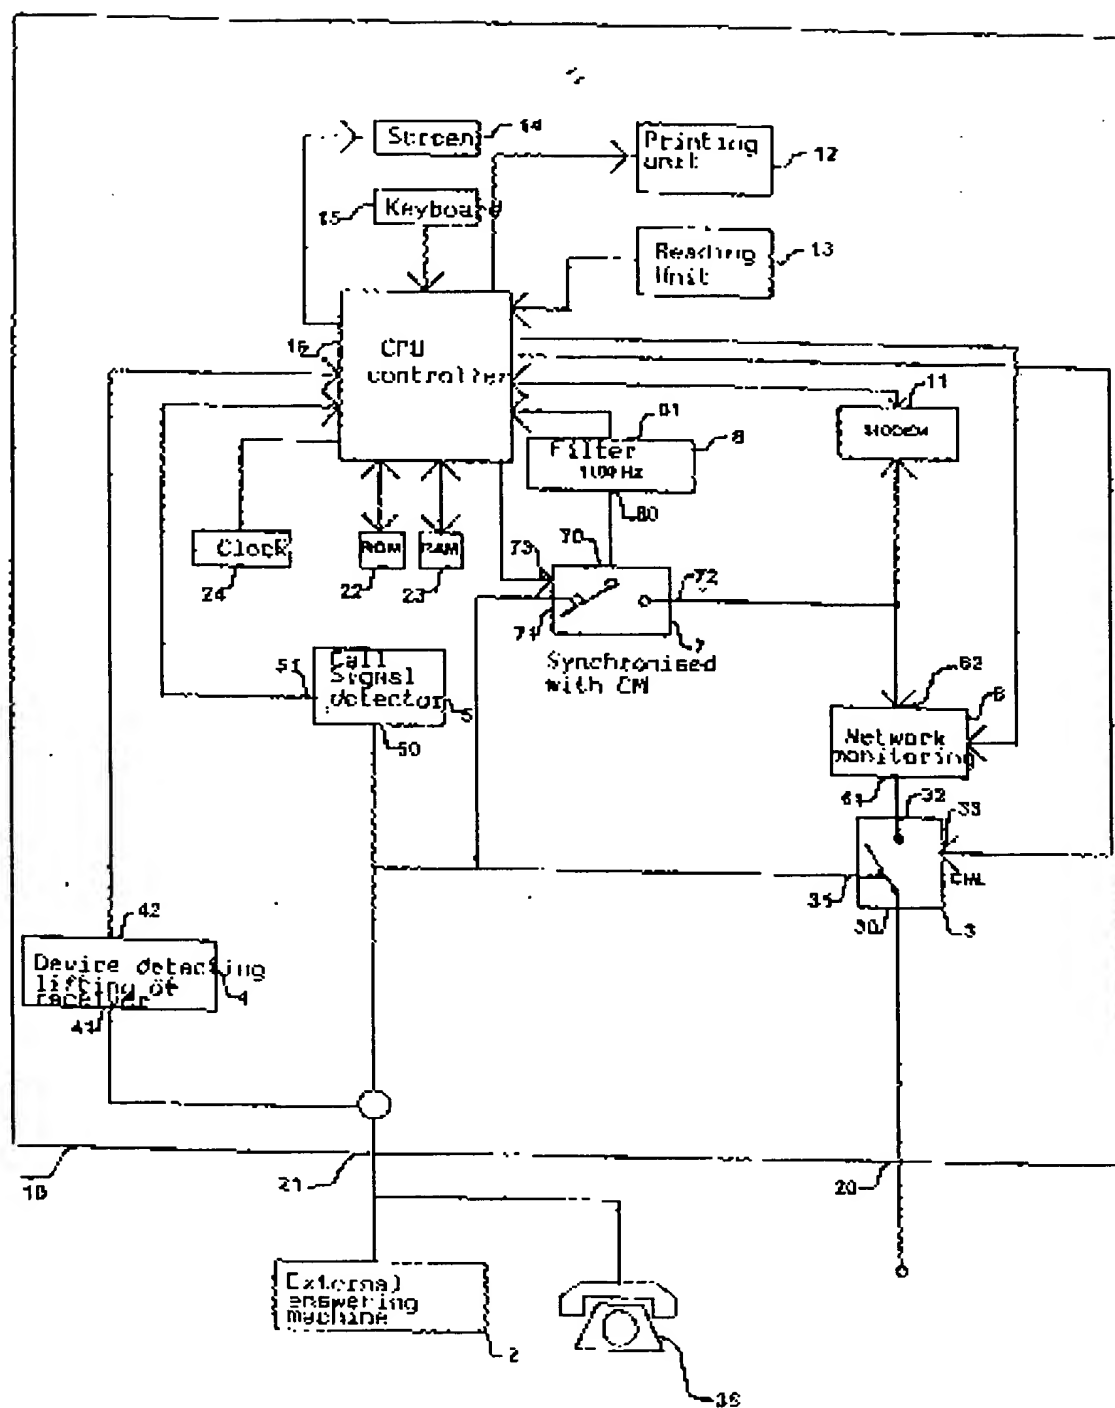 Screen
14
Printing
unit
12
15
Keyboard
Reading
Unit
13
16
CPU
controller
11
MODEM
81
8
Filter
1100 Hz
80
Clock
24
ROM
22
RAM
23
73
70
72
71
7
Synchronised
with CM
51
Call
Signal
detector
5
50
62
6
Network
monitoring
61
32
33
CML
31
30
3
42
Device detecting
lifting of
receiver
4
41
21
20
External
answering
machine
2